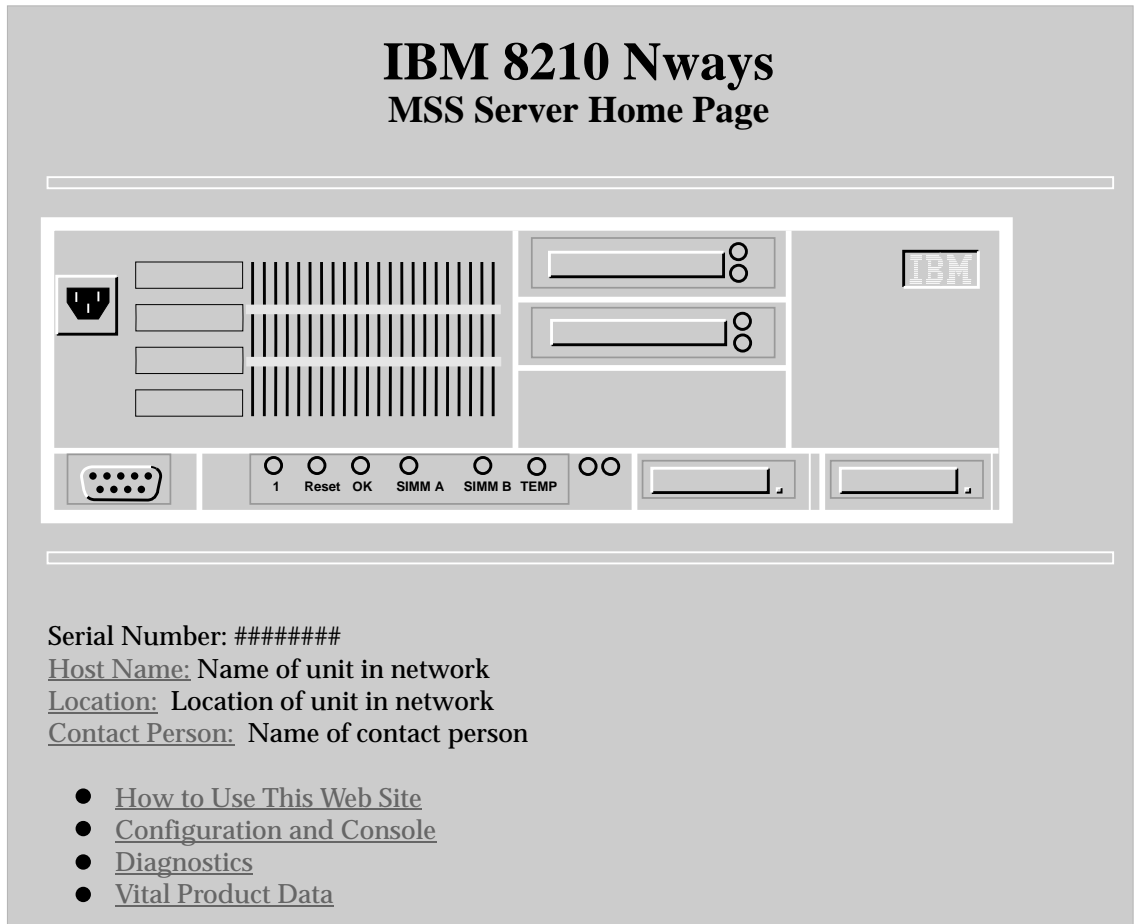 IBM 8210 Nways
MSS Server Home Page
IBM
1 Reset OK SIMM A SIMM B TEMP
Serial Number: ########
Host Name: Name of unit in network
Location: Location of unit in network
Contact Person: Name of contact person
How to Use This Web Site
Configuration and Console
Diagnostics
Vital Product Data